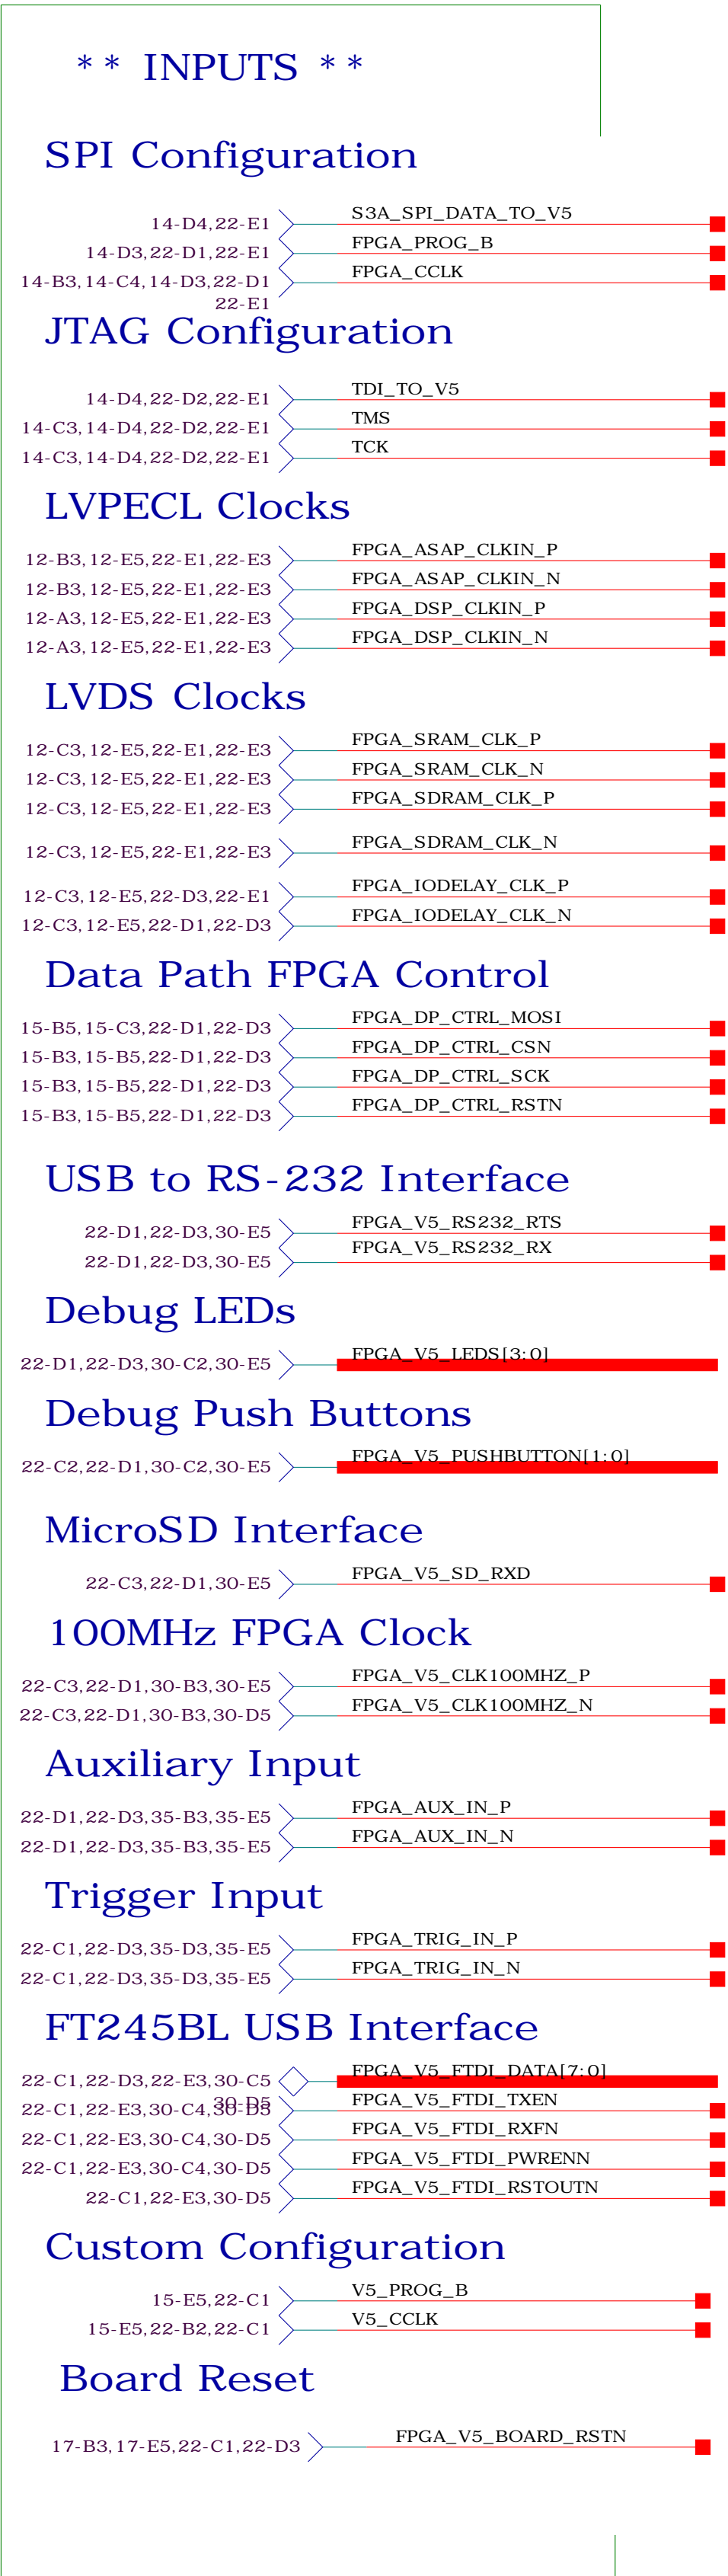 ** INPUTS **
SPI Configuration
14-D4,22-E1 S3A_SPI_DATA_TO_V5
14-D3,22-D1,22-E1 FPGA_PROG_B
14-B3,14-C4,14-D3,22-D1 FPGA_CCLK
22-E1
JTAG Configuration
14-D4,22-D2,22-E1 TDI_TO_V5
14-C3,14-D4,22-D2,22-E1 TMS
14-C3,14-D4,22-D2,22-E1 TCK
LVPECL Clocks
12-B3,12-E5,22-E1,22-E3 FPGA_ASAP_CLKIN_P
12-B3,12-E5,22-E1,22-E3 FPGA_ASAP_CLKIN_N
12-A3,12-E5,22-E1,22-E3 FPGA_DSP_CLKIN_P
12-A3,12-E5,22-E1,22-E3 FPGA_DSP_CLKIN_N
LVDS Clocks
12-C3,12-E5,22-E1,22-E3 FPGA_SRAM_CLK_P
12-C3,12-E5,22-E1,22-E3 FPGA_SRAM_CLK_N
12-C3,12-E5,22-E1,22-E3 FPGA_SDRAM_CLK_P
12-C3,12-E5,22-E1,22-E3 FPGA_SDRAM_CLK_N
12-C3,12-E5,22-D3,22-E1 FPGA_IODELAY_CLK_P
12-C3,12-E5,22-D1,22-D3 FPGA_IODELAY_CLK_N
Data Path FPGA Control
15-B5,15-C3,22-D1,22-D3 FPGA_DP_CTRL_MOSI
15-B3,15-B5,22-D1,22-D3 FPGA_DP_CTRL_CSN
15-B3,15-B5,22-D1,22-D3 FPGA_DP_CTRL_SCK
15-B3,15-B5,22-D1,22-D3 FPGA_DP_CTRL_RSTN
USB to RS-232 Interface
22-D1,22-D3,30-E5 FPGA_V5_RS232_RTS
22-D1,22-D3,30-E5 FPGA_V5_RS232_RX
Debug LEDs
22-D1,22-D3,30-C2,30-E5 FPGA_V5_LEDS[3:0]
Debug Push Buttons
22-C2,22-D1,30-C2,30-E5 FPGA_V5_PUSHBUTTON[1:0]
MicroSD Interface
22-C3,22-D1,30-E5 FPGA_V5_SD_RXD
100MHz FPGA Clock
22-C3,22-D1,30-B3,30-E5 FPGA_V5_CLK100MHZ_P
22-C3,22-D1,30-B3,30-D5 FPGA_V5_CLK100MHZ_N
Auxiliary Input
22-D1,22-D3,35-B3,35-E5 FPGA_AUX_IN_P
22-D1,22-D3,35-B3,35-E5 FPGA_AUX_IN_N
Trigger Input
22-C1,22-D3,35-D3,35-E5 FPGA_TRIG_IN_P
22-C1,22-D3,35-D3,35-E5 FPGA_TRIG_IN_N
FT245BL USB Interface
22-C1,22-D3,22-E3,30-C5 FPGA_V5_FTDI_DATA[7:0]
30-D5
22-C1,22-E3,30-C4,30-D5 FPGA_V5_FTDI_TXEN
22-C1,22-E3,30-C4,30-D5 FPGA_V5_FTDI_RXFN
22-C1,22-E3,30-C4,30-D5 FPGA_V5_FTDI_PWRENN
22-C1,22-E3,30-D5 FPGA_V5_FTDI_RSTOUTN
Custom Configuration
15-E5,22-C1 V5_PROG_B
15-E5,22-B2,22-C1 V5_CCLK
Board Reset
17-B3,17-E5,22-C1,22-D3 FPGA_V5_BOARD_RSTN